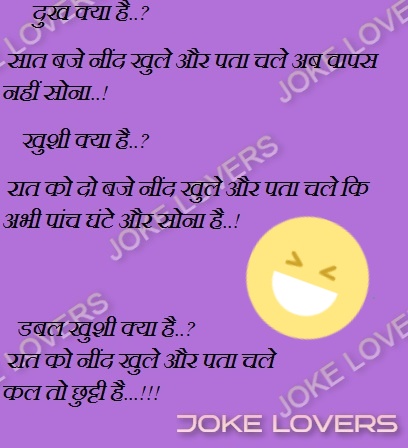 दुख क्या है..?
सात बजे नींद खुले और पता चले अब वापस
नहीं सोना..!
खुशी क्या है..?
रात को दो बजे नींद खुले और पता चले कि
अभी पांच घंटे और सोना है..!
डबल खुशी क्या है..?
रात को नींद खुले और पता चले
कल तो छुट्टी है...!!!
JOKE LOVERS